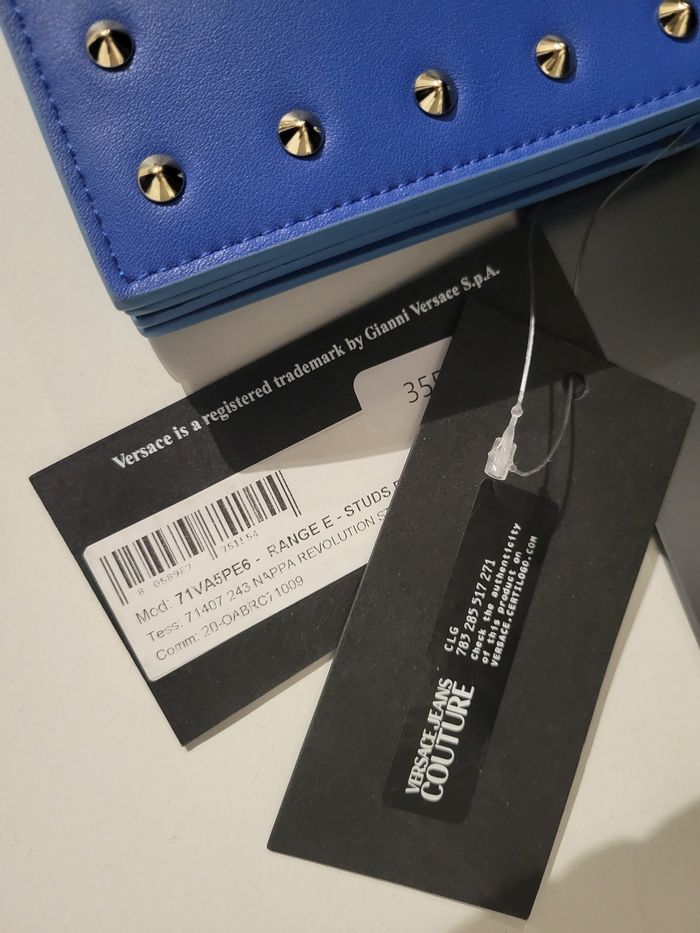 Versace is a registered trademark by Gianni Versace S.p.A.
355
8 058987 751154
Mod: 71VA5PE6 - RANGE E - STUDS
Tess: 71407 243 NAPPA REVOLUTION
Comm: 20-OABRC71009
CLG
783 285 517 271
Check the authenticity
of this product on
VERSACE.CERTILOGO.COM
VERSACE JEANS
COUTURE